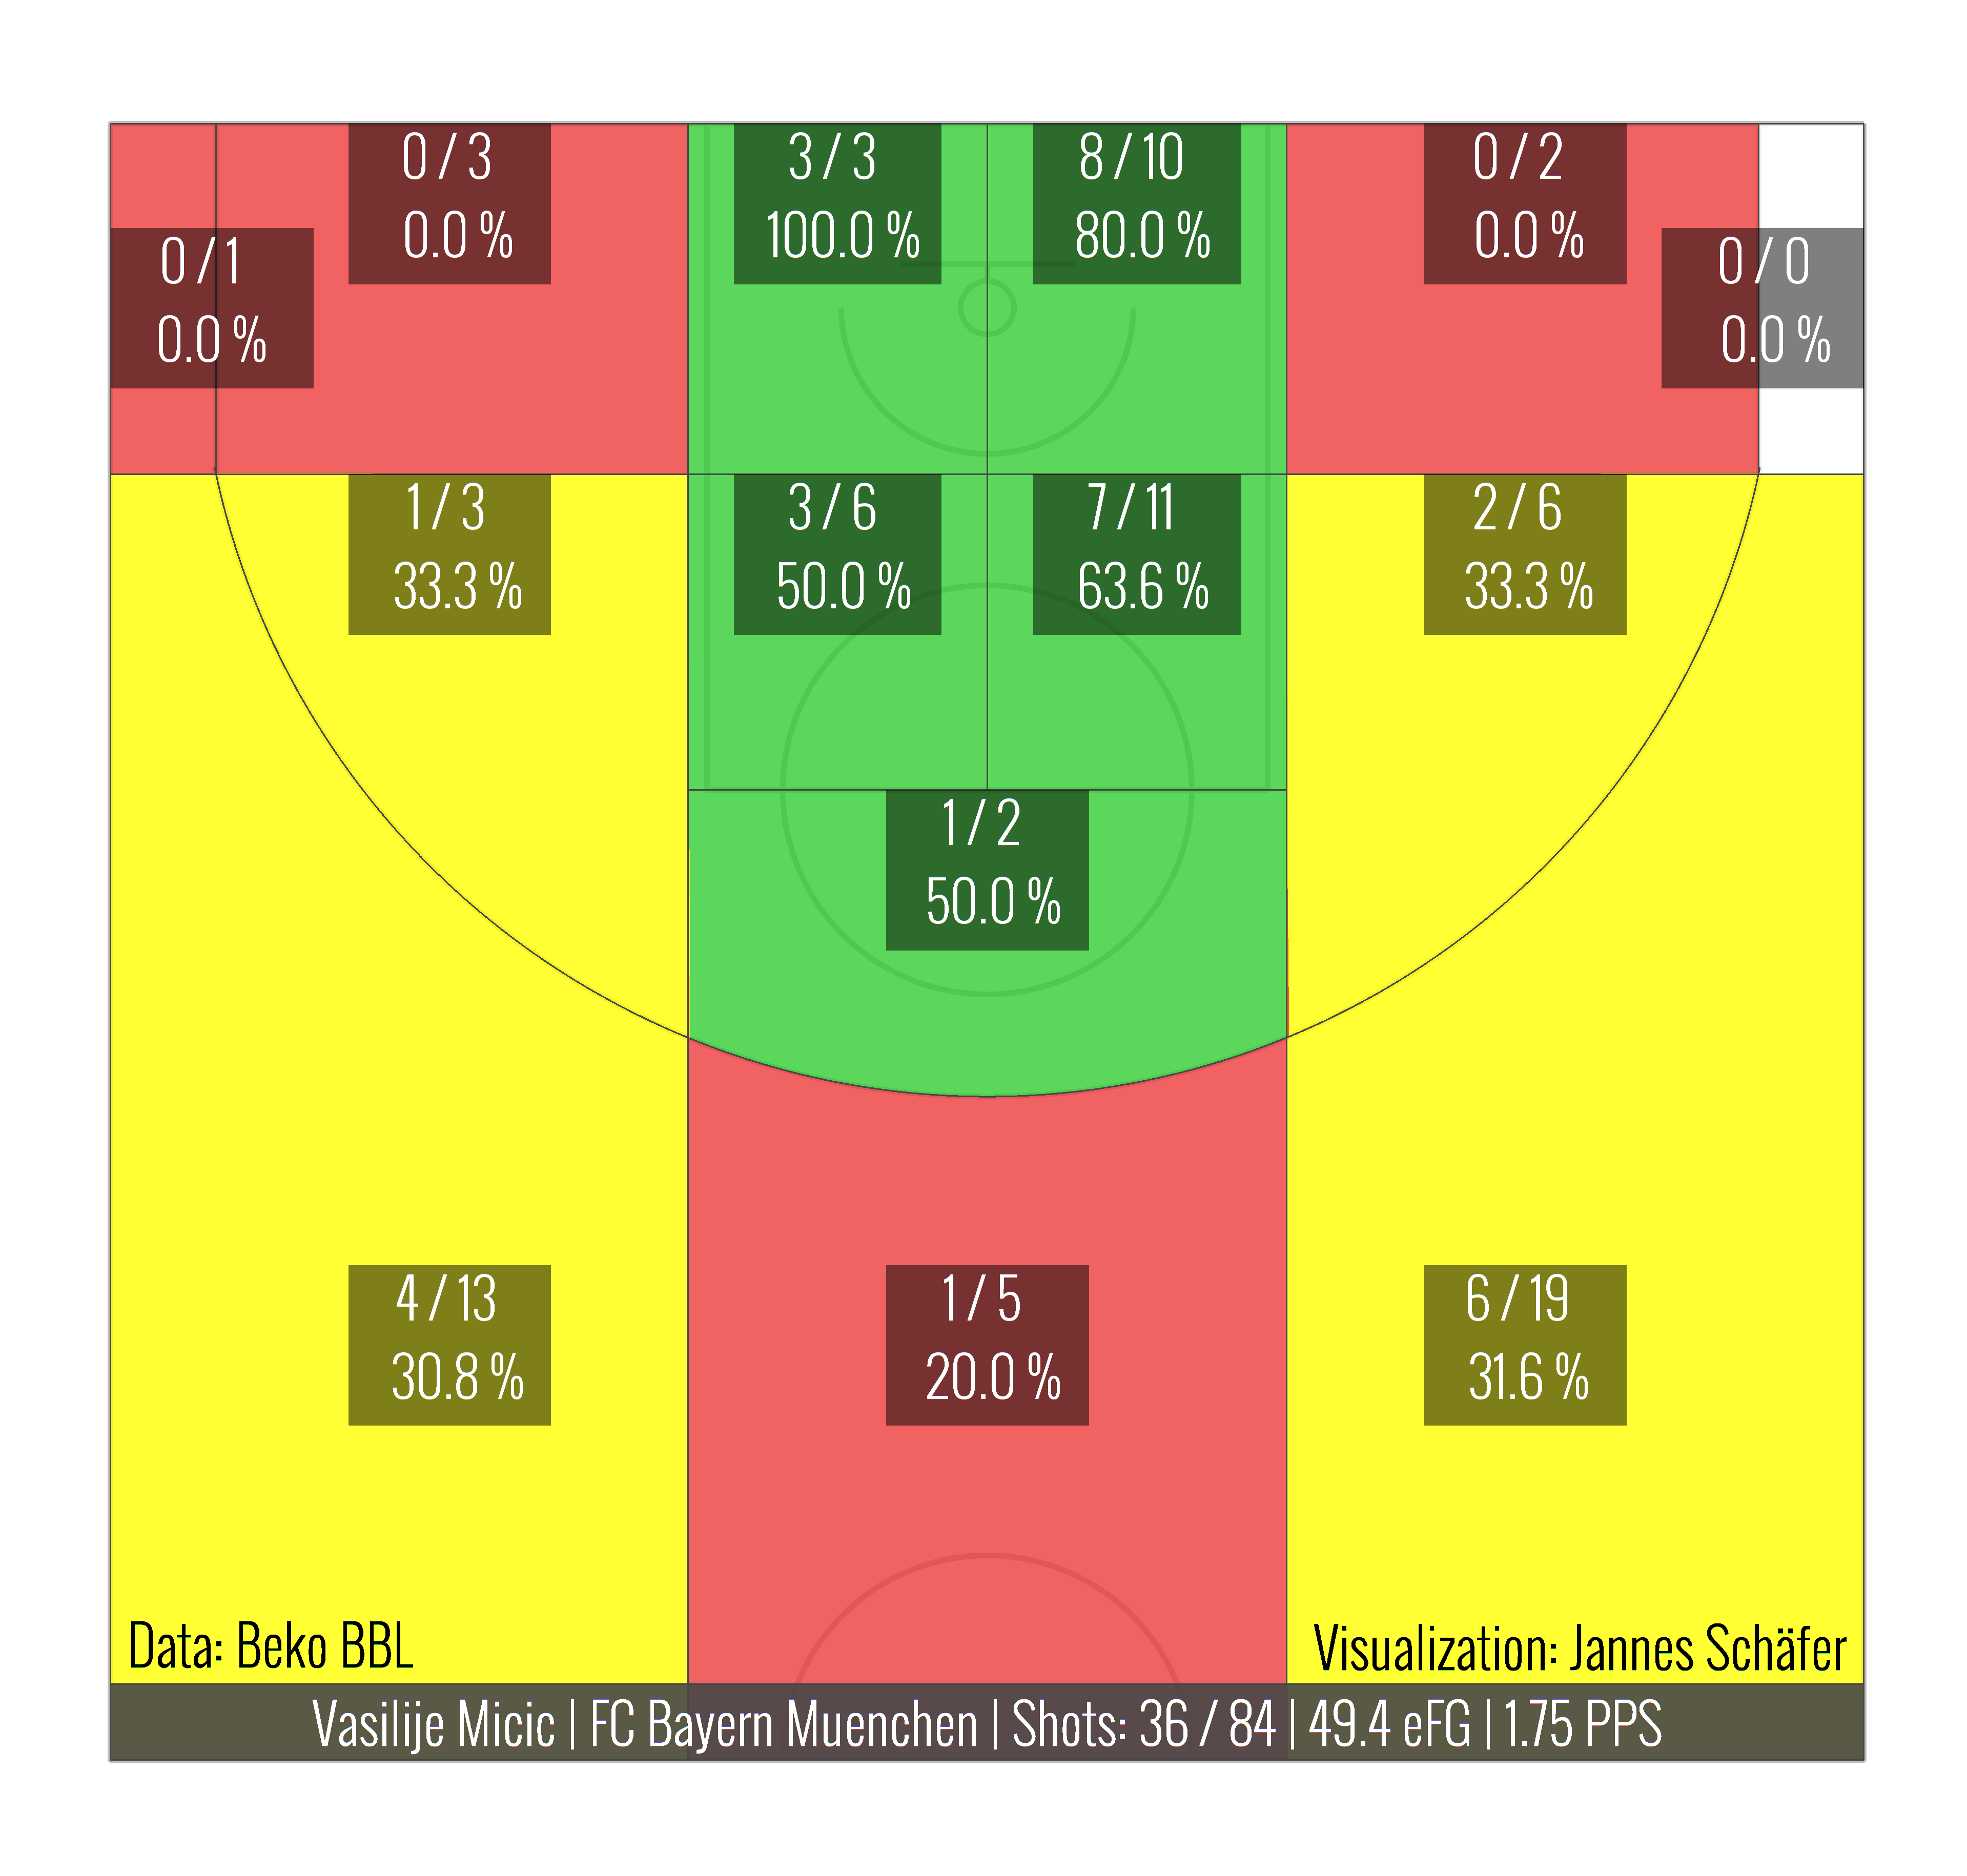 0 / 3
0.0 %
3 / 3
100.0 %
8 / 10
80.0 %
0 / 2
0.0 %
0 / 1
0.0 %
0 / 0
0.0 %
1 / 3
33.3 %
3 / 6
50.0 %
7 / 11
63.6 %
2 / 6
33.3 %
1 / 2
50.0 %
4 / 13
30.8 %
1 / 5
20.0 %
6 / 19
31.6 %
Data: Beko BBL
Visualization: Jannes Schäfer
Vasilije Micic | FC Bayern Muenchen | Shots: 36 / 84 | 49.4 eFG | 1.75 PPS